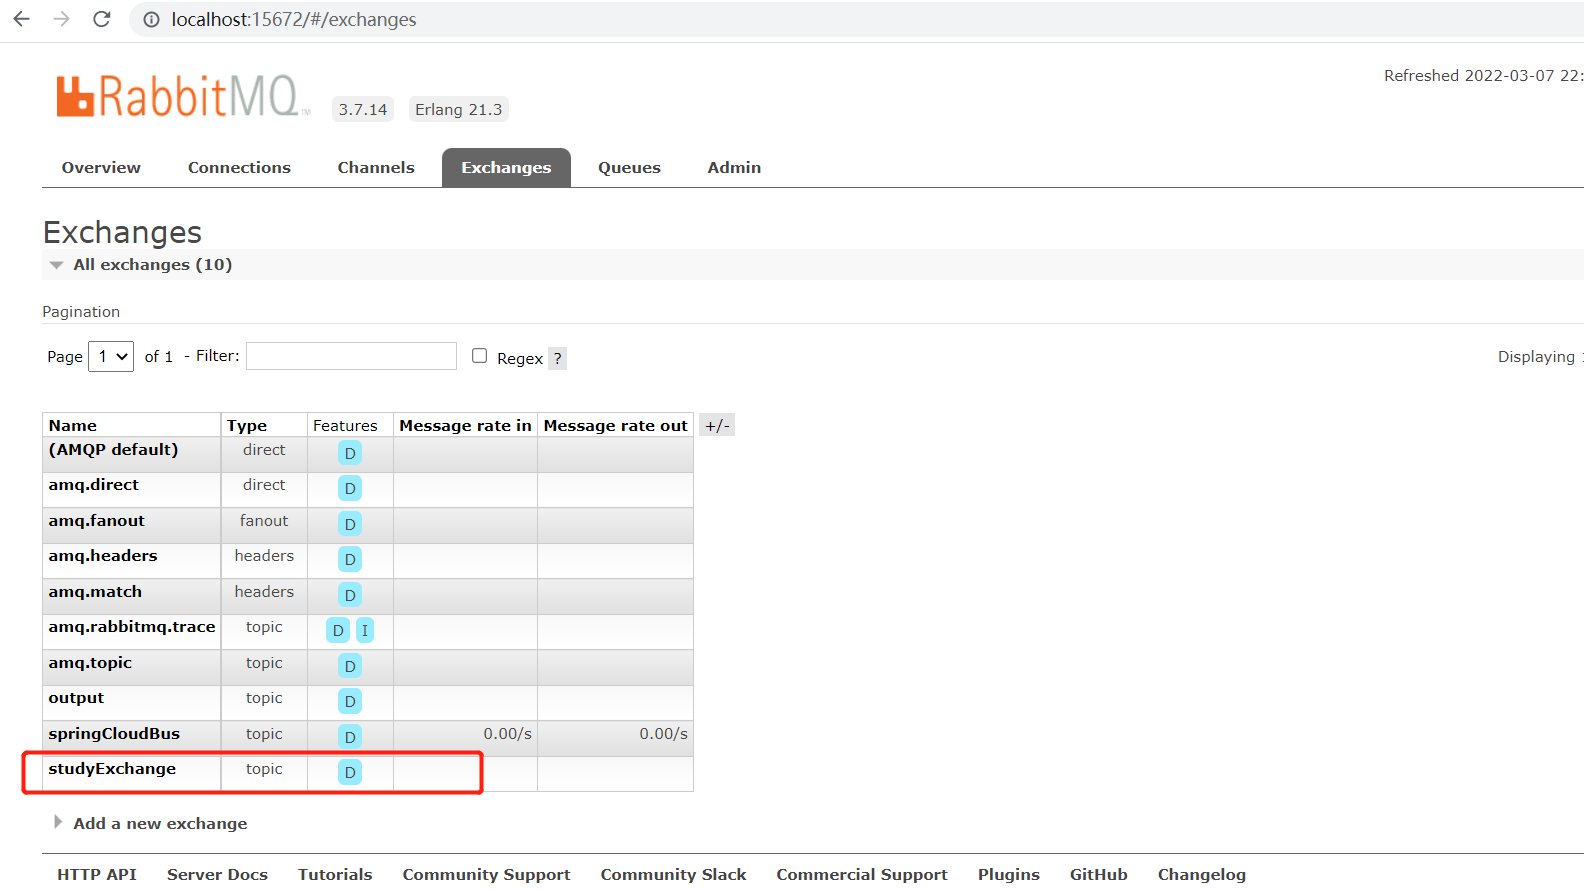 localhost:15672/#/exchanges
Refreshed 2022-03-07 22:
RabbitMQ TM 3.7.14 Erlang 21.3
Overview Connections Channels Exchanges Queues Admin
Exchanges
All exchanges (10)
Pagination
Page 1 of 1 - Filter: Regex ? Displaying
Name Type Features Message rate in Message rate out +/-
(AMQP default) direct D
amq.direct direct D
amq.fanout fanout D
amq.headers headers D
amq.match headers D
amq.rabbitmq.trace topic D I
amq.topic topic D
output topic D
springCloudBus topic D 0.00/s 0.00/s
studyExchange topic D
Add a new exchange
HTTP API Server Docs Tutorials Community Support Community Slack Commercial Support Plugins GitHub Changelog